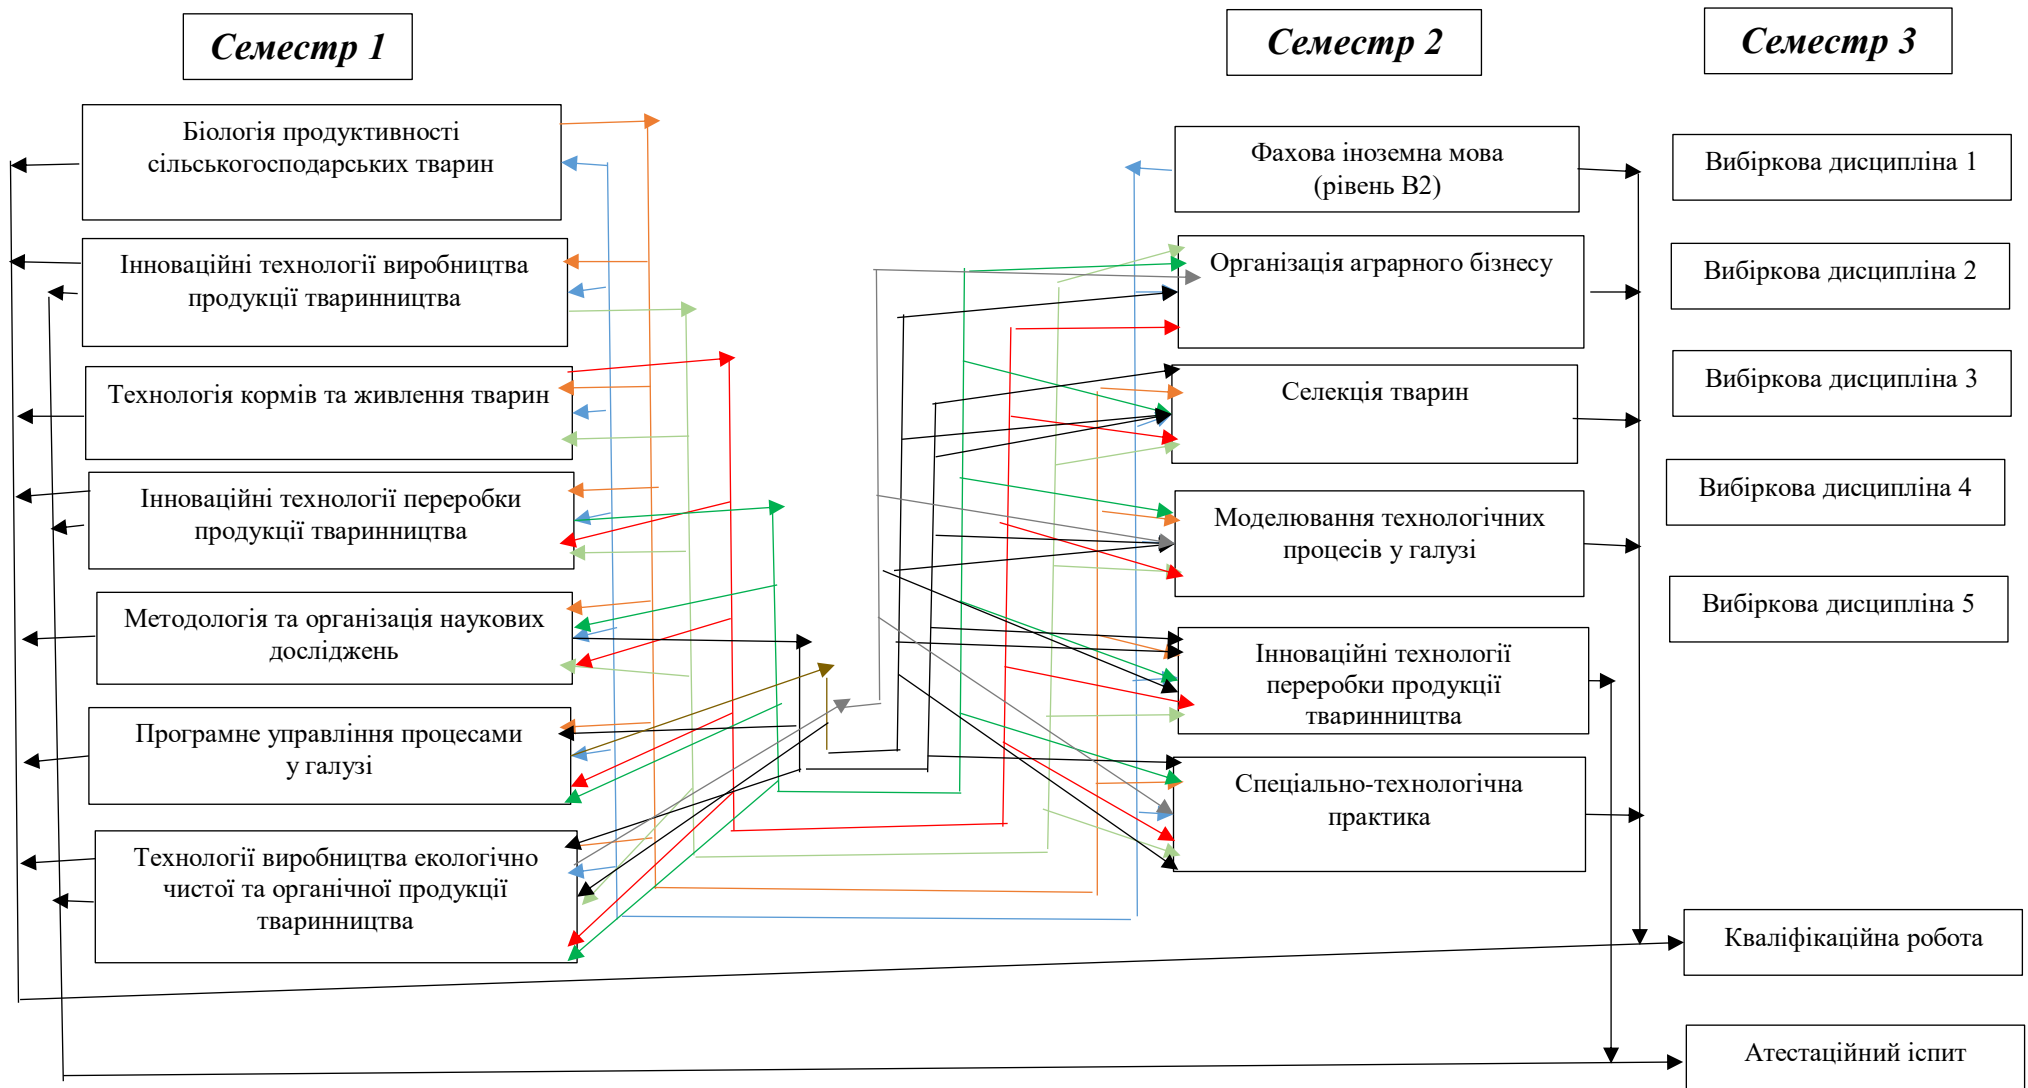 Семестр 1
Біологія продуктивності
сільськогосподарських тварин
Інноваційні технології виробництва
продукції тваринництва
Технологія кормів та живлення тварин
Інноваційні технології переробки
продукції тваринництва
Методологія та організація наукових
досліджень
Програмне управління процесами
у галузі
Технології виробництва екологічно
чистої та органічної продукції
тваринництва
Семестр 2
Фахова іноземна мова
(рівень В2)
Організація аграрного бізнесу
Селекція тварин
Моделювання технологічних
процесів у галузі
Інноваційні технології
переробки продукції
тваринництва
Спеціально-технологічна
практика
Семестр 3
Вибіркова дисципліна 1
Вибіркова дисципліна 2
Вибіркова дисципліна 3
Вибіркова дисципліна 4
Вибіркова дисципліна 5
Кваліфікаційна робота
Атестаційний іспит